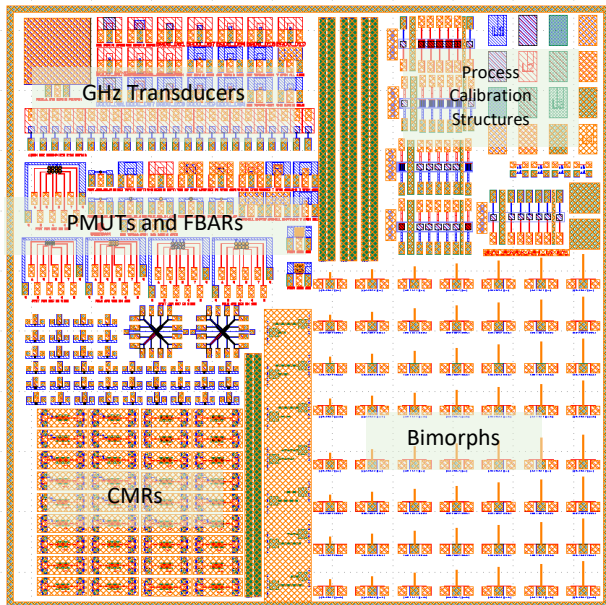 GHz Transducers
Process
Calibration
Structures
PMUTs and FBARs
Bimorphs
CMRs